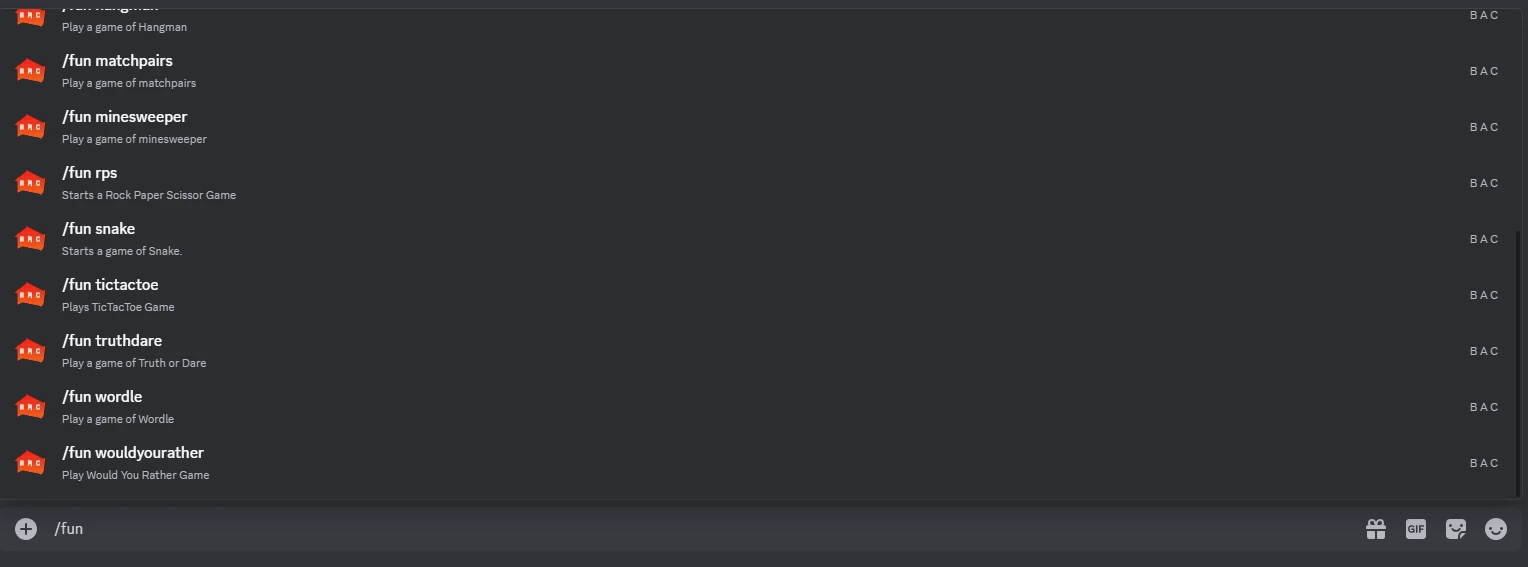 /fun hangman
BAC
Play a game of Hangman
/fun matchpairs
BAC
Play a game of matchpairs
/fun minesweeper
BAC
Play a game of minesweeper
/fun rps
BAC
Starts a Rock Paper Scissor Game
/fun snake
BAC
Starts a game of Snake.
/fun tictactoe
BAC
Plays TicTacToe Game
/fun truthdare
BAC
Play a game of Truth or Dare
/fun wordle
BAC
Play a game of Wordle
/fun wouldyourather
BAC
Play Would You Rather Game
/fun
GIF